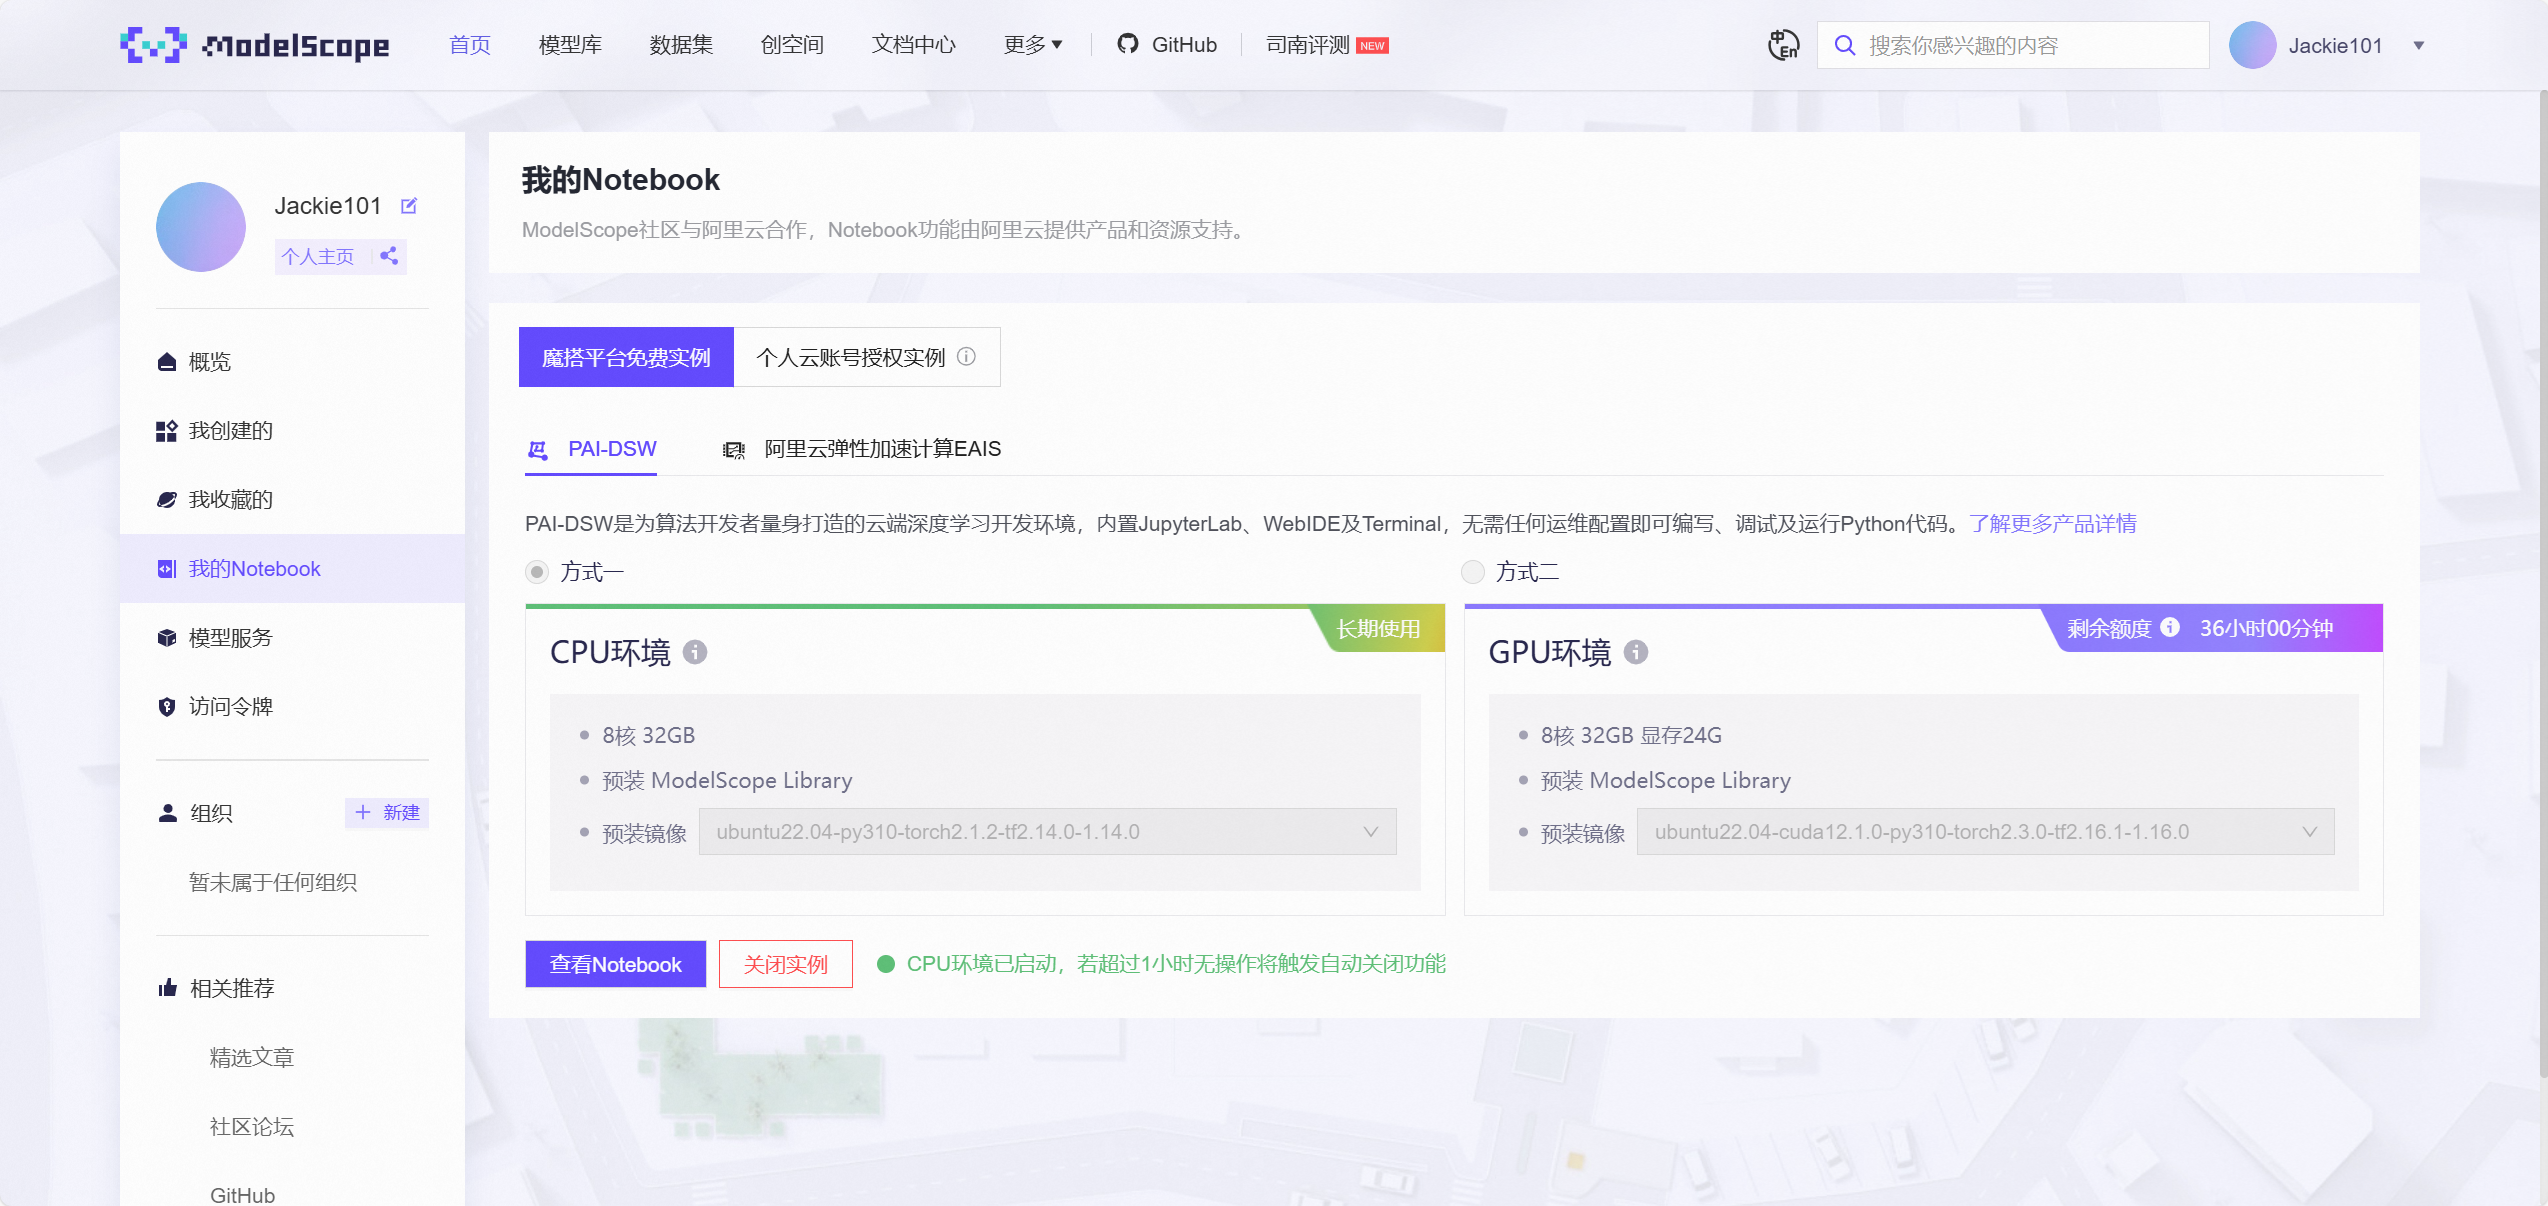 ModelScope
首页
模型库
数据集
创空间
文档中心
更多
GitHub
司南评测 NEW
中 En
搜索你感兴趣的内容
Jackie101
Jackie101
个人主页
概览
我创建的
我收藏的
我的Notebook
模型服务
访问令牌
组织
新建
暂未属于任何组织
相关推荐
精选文章
社区论坛
GitHub
我的Notebook
ModelScope社区与阿里云合作，Notebook功能由阿里云提供产品和资源支持。
魔搭平台免费实例
个人云账号授权实例
PAI-DSW
阿里云弹性加速计算EAIS
PAI-DSW是为算法开发者量身打造的云端深度学习开发环境，内置JupyterLab、WebIDE及Terminal，无需任何运维配置即可编写、调试及运行Python代码。了解更多产品详情
方式一
长期使用
CPU环境
8核 32GB
预装 ModelScope Library
预装镜像 ubuntu22.04-py310-torch2.1.2-tf2.14.0-1.14.0
方式二
剩余额度 36小时00分钟
GPU环境
8核 32GB 显存24G
预装 ModelScope Library
预装镜像 ubuntu22.04-cuda12.1.0-py310-torch2.3.0-tf2.16.1-1.16.0
查看Notebook
关闭实例
CPU环境已启动，若超过1小时无操作将触发自动关闭功能